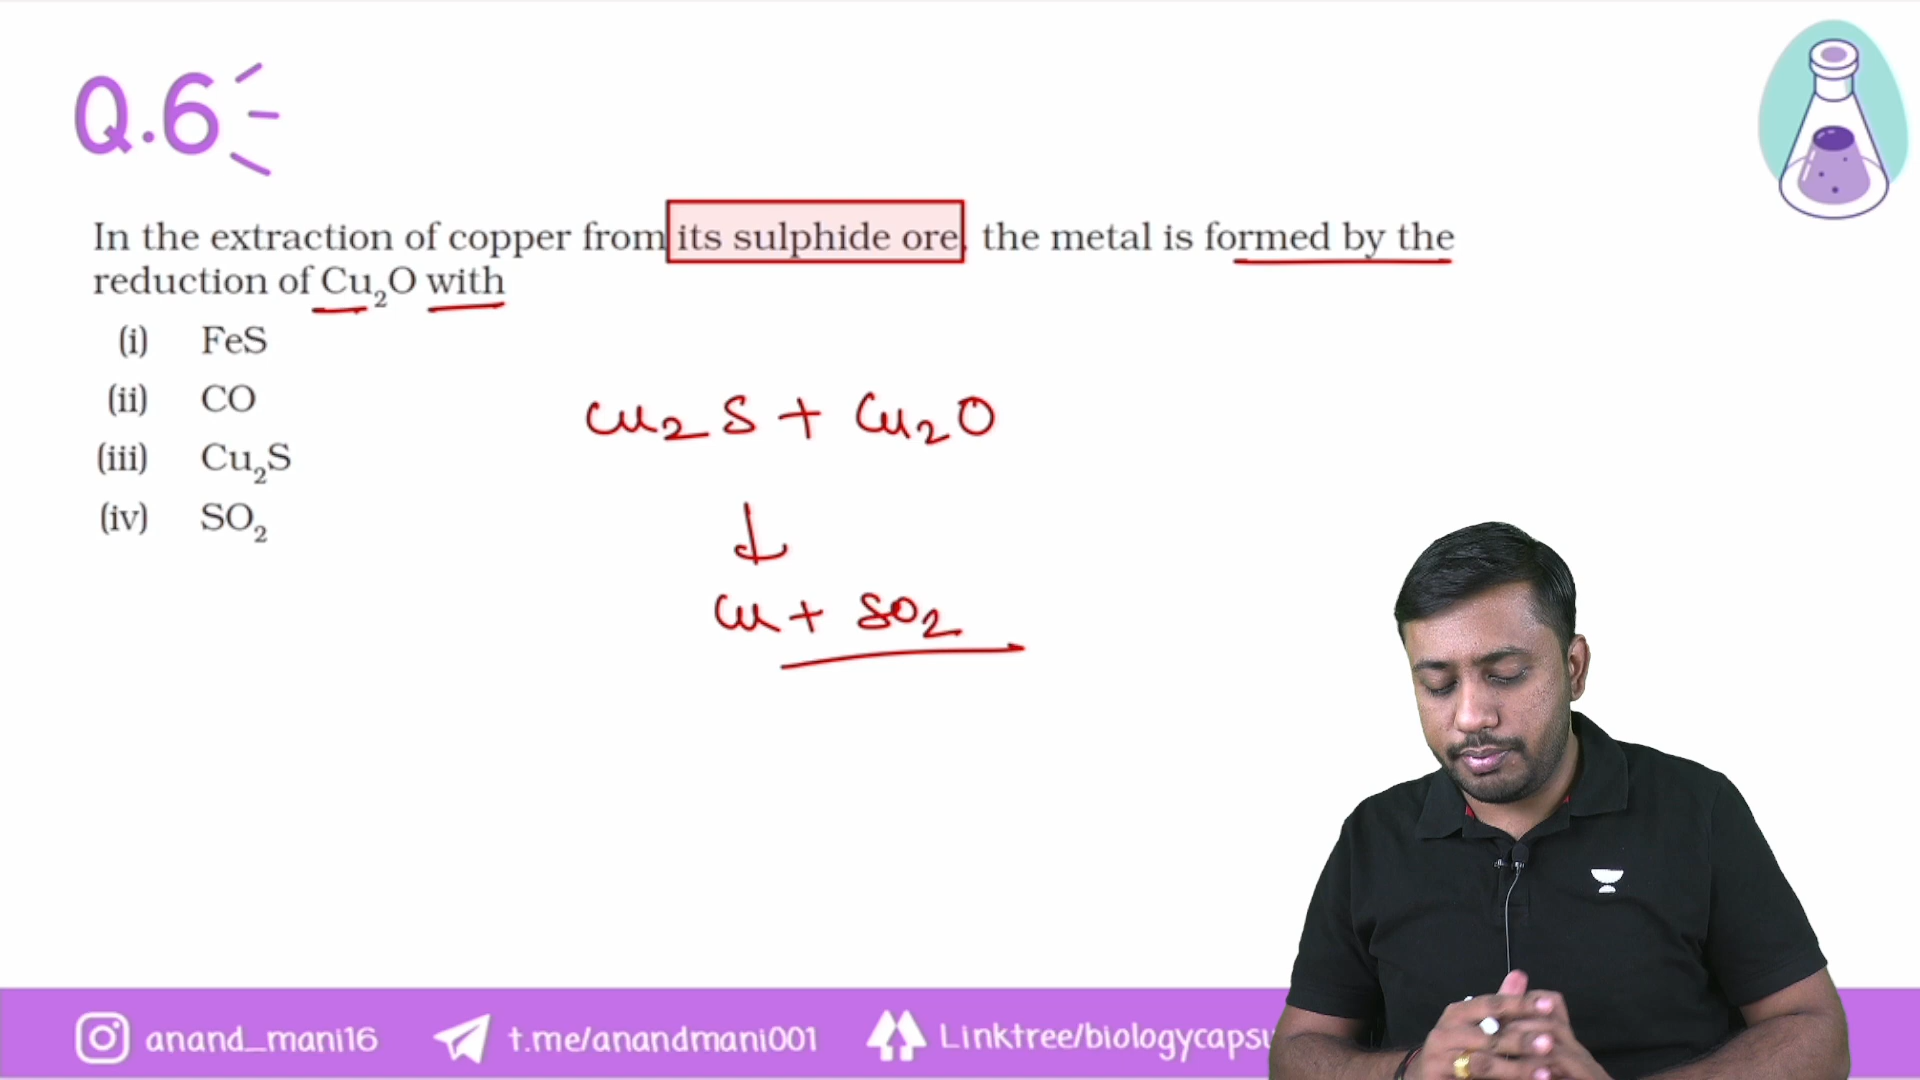 Q.6
In the extraction of copper from its sulphide ore, the metal is formed by the
reduction of Cu₂O with
(i) FeS
(ii) CO
(iii) Cu₂S
(iv) SO₂
Cu₂S + Cu₂O
↓
Cu + SO₂
anand_mani16
t.me/anandmani001
Linktree/biologycapsu